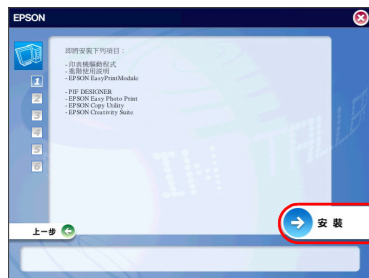 EPSON
即將安裝下列項目：
- 印表機驅動程式
- 進階使用說明
- EPSON EasyPrintModule
- PIF DESIGNER
- EPSON Easy Photo Print
- EPSON Copy Utility
- EPSON Creativity Suite
1
2
3
4
5
6
安裝
上一步